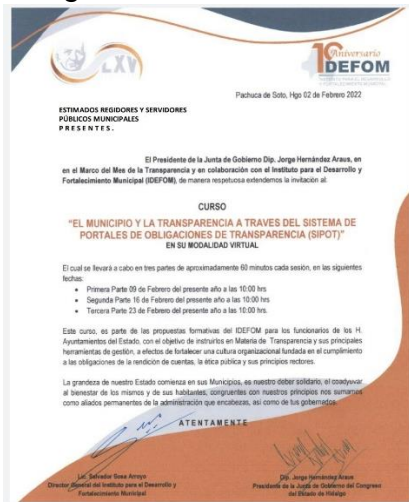 LXV
Aniversario
IDEFOM
Pachuca de Soto, Hgo 02 de Febrero 2022
ESTIMADOS REGIDORES Y SERVIDORES
PÚBLICOS MUNICIPALES
P R E S E N T E S .
El Presidente de la Junta de Gobierno Dip. Jorge Hernández Araus, en
en el Marco del Mes de la Transparencia y en colaboración con el Instituto para el Desarrollo y
Fortalecimiento Municipal (IDEFOM), de manera respetuosa extendemos la invitación al:
CURSO
"EL MUNICIPIO Y LA TRANSPARENCIA A TRAVES DEL SISTEMA DE
PORTALES DE OBLIGACIONES DE TRANSPARENCIA (SIPOT)"
EN SU MODALIDAD VIRTUAL
El cual se llevará a cabo en tres partes de aproximadamente 60 minutos cada sesión, en las siguientes
fechas:
• Primera Parte 09 de Febrero del presente año a las 10:00 hrs
• Segunda Parte 16 de Febrero del presente año a las 10:00 hrs
• Tercera Parte 23 de Febrero del presente año a las 10:00 hrs.
Este curso, es parte de las propuestas formativas del IDEFOM para los funcionarios de los H.
Ayuntamientos del Estado, con el objetivo de instruirlos en Materia de Transparencia y sus principales
herramientas de gestión, a efectos de fortalecer una cultura organizacional fundada en el cumplimiento
a las obligaciones de la rendición de cuentas, la ética pública y sus principios rectores.
La grandeza de nuestro Estado comienza en sus Municipios, es nuestro deber solidario, el coadyuvar
al bienestar de los mismos y de sus habitantes, congruentes con nuestros principios nos sumamos
como aliados permanentes de la administración que encabezas, así como de tus gobernados.
A T E N T A M E N T E
Lic. Salvador Sosa Arroyo
Director General del Instituto para el Desarrollo y
Fortalecimiento Municipal
Dip. Jorge Hernández Araus
Presidente de la Junta de Gobierno del Congreso
del Estado de Hidalgo